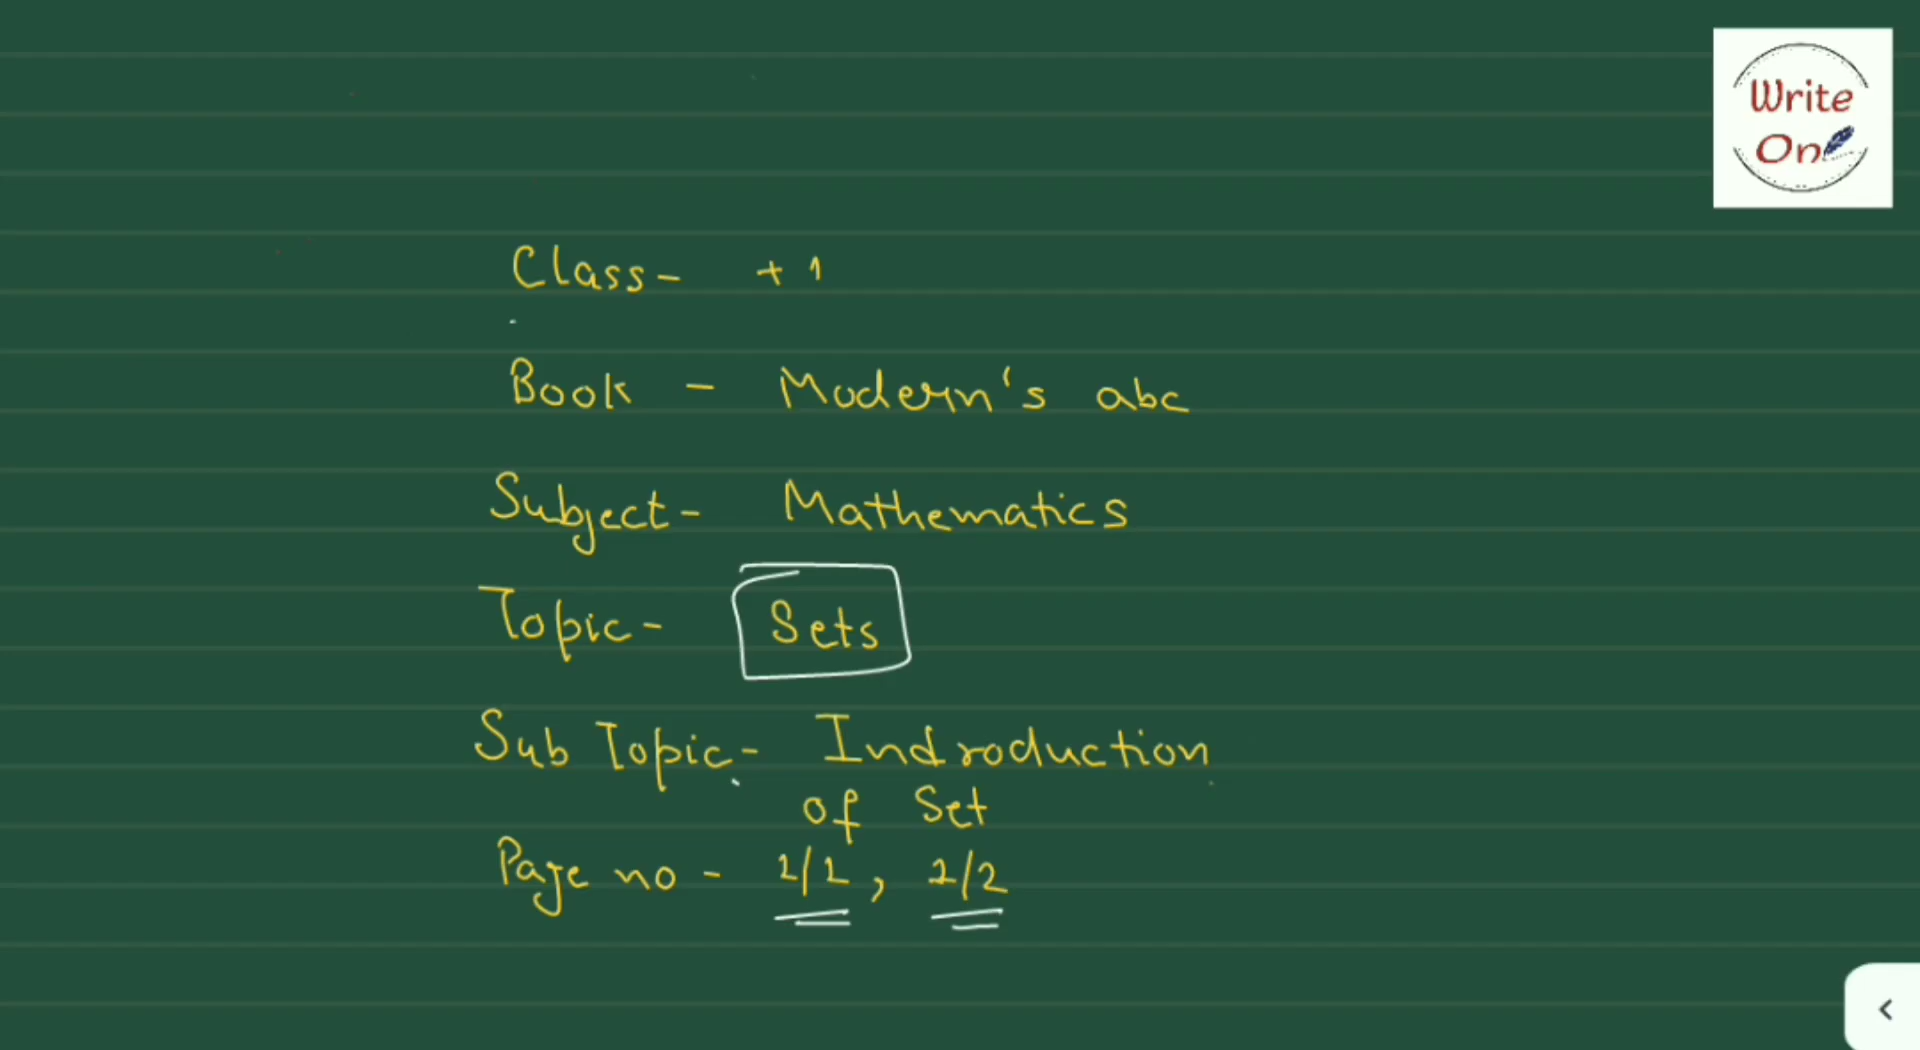 Write
On
Class- +1
Book - Modern's abc
Subject- Mathematics
Topic- Sets
Sub Topic- Indroduction
of Set
Page no - 1/1, 1/2